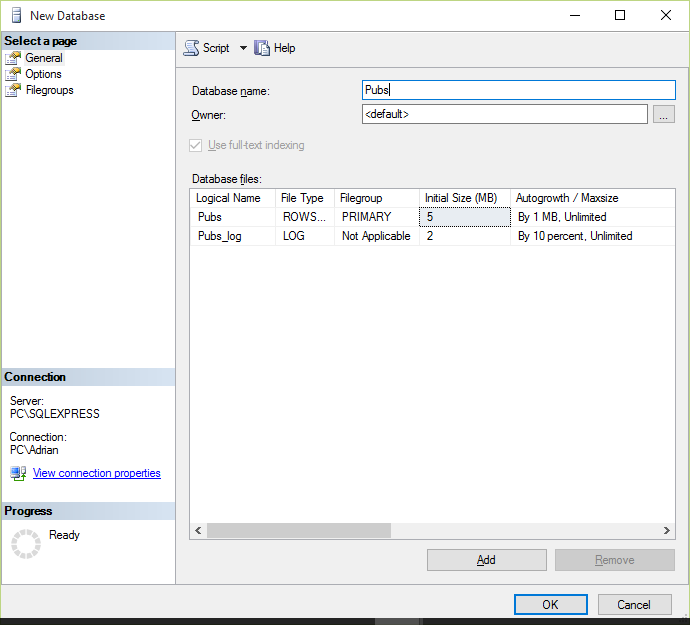 New Database
Select a page
General
Options
Filegroups
Script
Help
Database name:
Pubs
Owner:
<default>
...
Use full-text indexing
Database files:
Logical Name File Type Filegroup Initial Size (MB) Autogrowth / Maxsize
Pubs ROWS... PRIMARY 5 By 1 MB, Unlimited
Pubs_log LOG Not Applicable 2 By 10 percent, Unlimited
Connection
Server:
PC\SQLEXPRESS
Connection:
PC\Adrian
View connection properties
Progress
Ready
Add
Remove
OK
Cancel